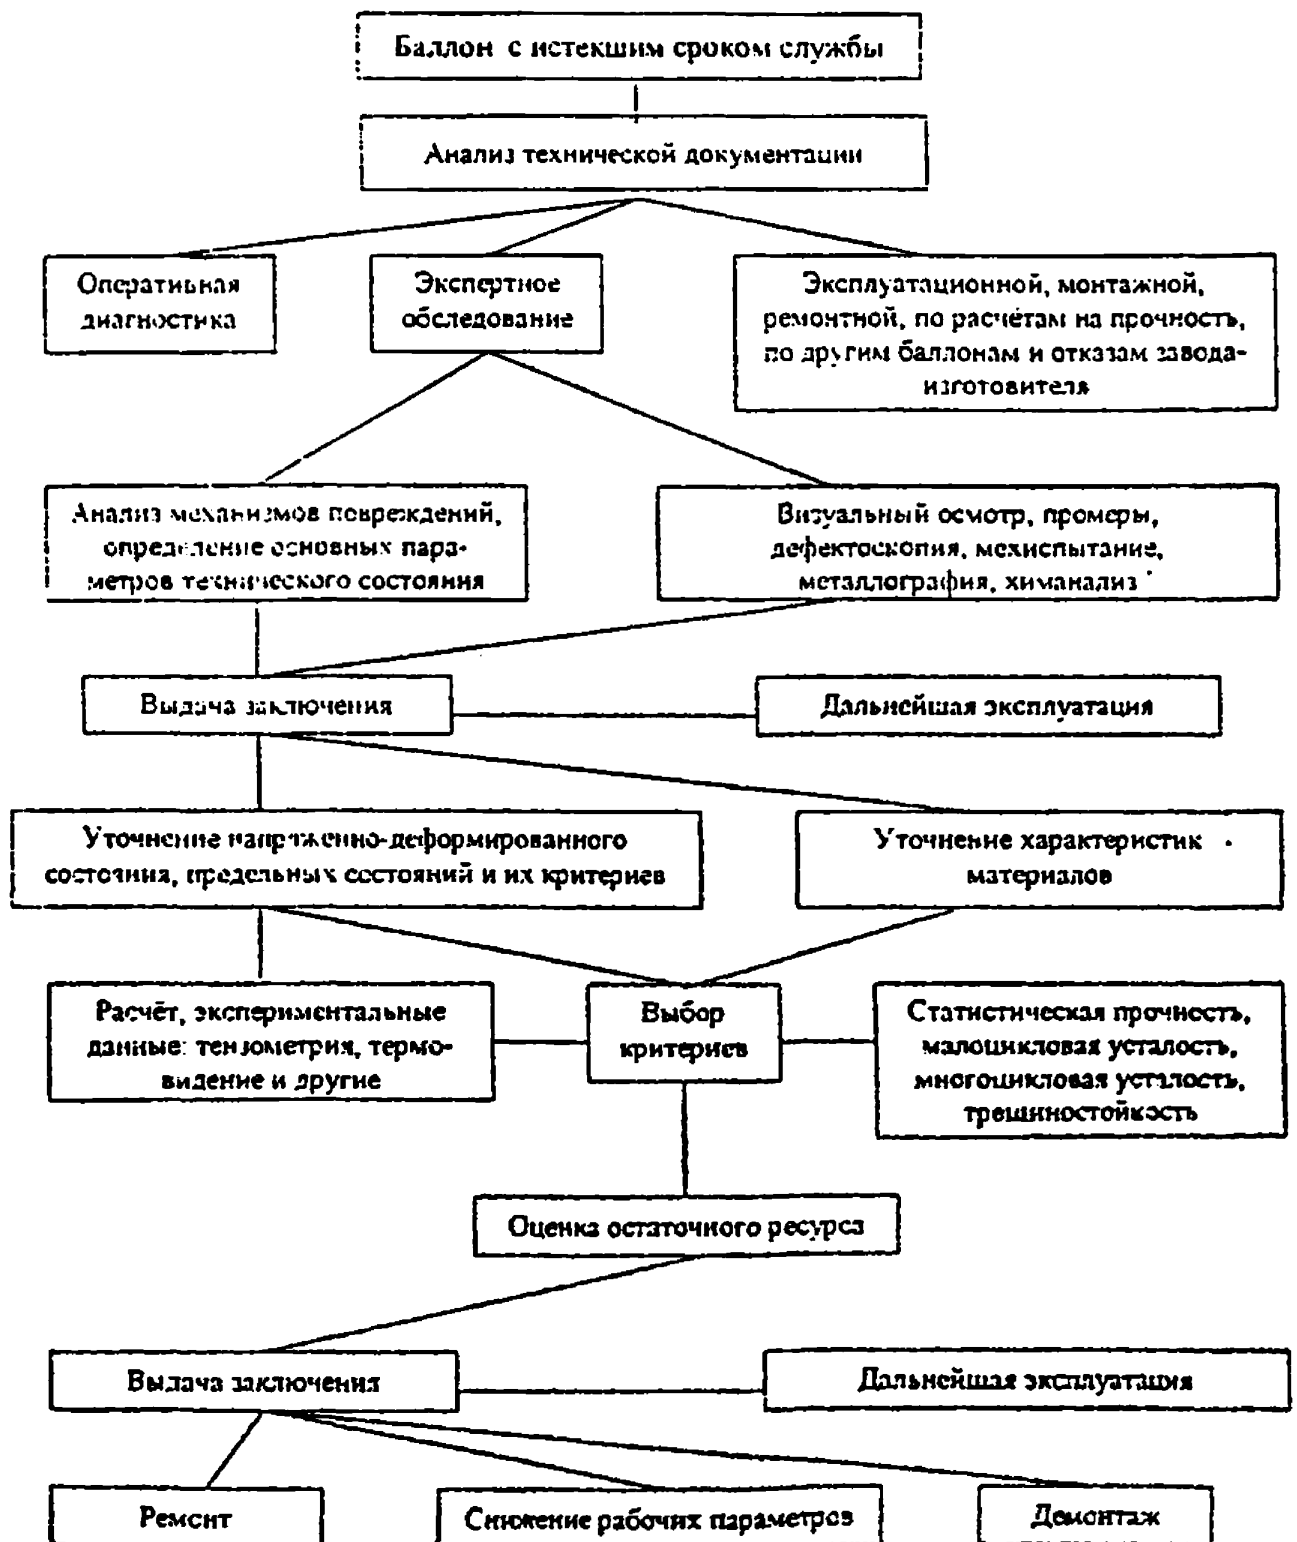 Баллон с истекшим сроком службы
Анализ технической документации
Оперативная
диагностика
Экспертное
обследование
Эксплуатационной, монтажной,
ремонтной, по расчётам на прочность,
по другим баллонам и отказам завода-
изготовителя
Анализ механизмов повреждений,
определение основных пара-
метров технического состояния
Визуальный осмотр, промеры,
дефектоскопия, мехиспытание,
металлография, химанализ
Выдача заключения
Дальнейшая эксплуатация
Уточнение напряженно-деформированного
состояния, предельных состояний и их критериев
Уточнение характеристик
материалов
Расчёт, экспериментальные
данные: тензометрия, термо-
видение и другие
Выбор
критериев
Статистическая прочность,
малоцикловая усталость,
многоцикловая усталость,
трещиностойкость
Оценка остаточного ресурса
Выдача заключения
Дальнейшая эксплуатация
Ремонт
Снижение рабочих параметров
Демонтаж